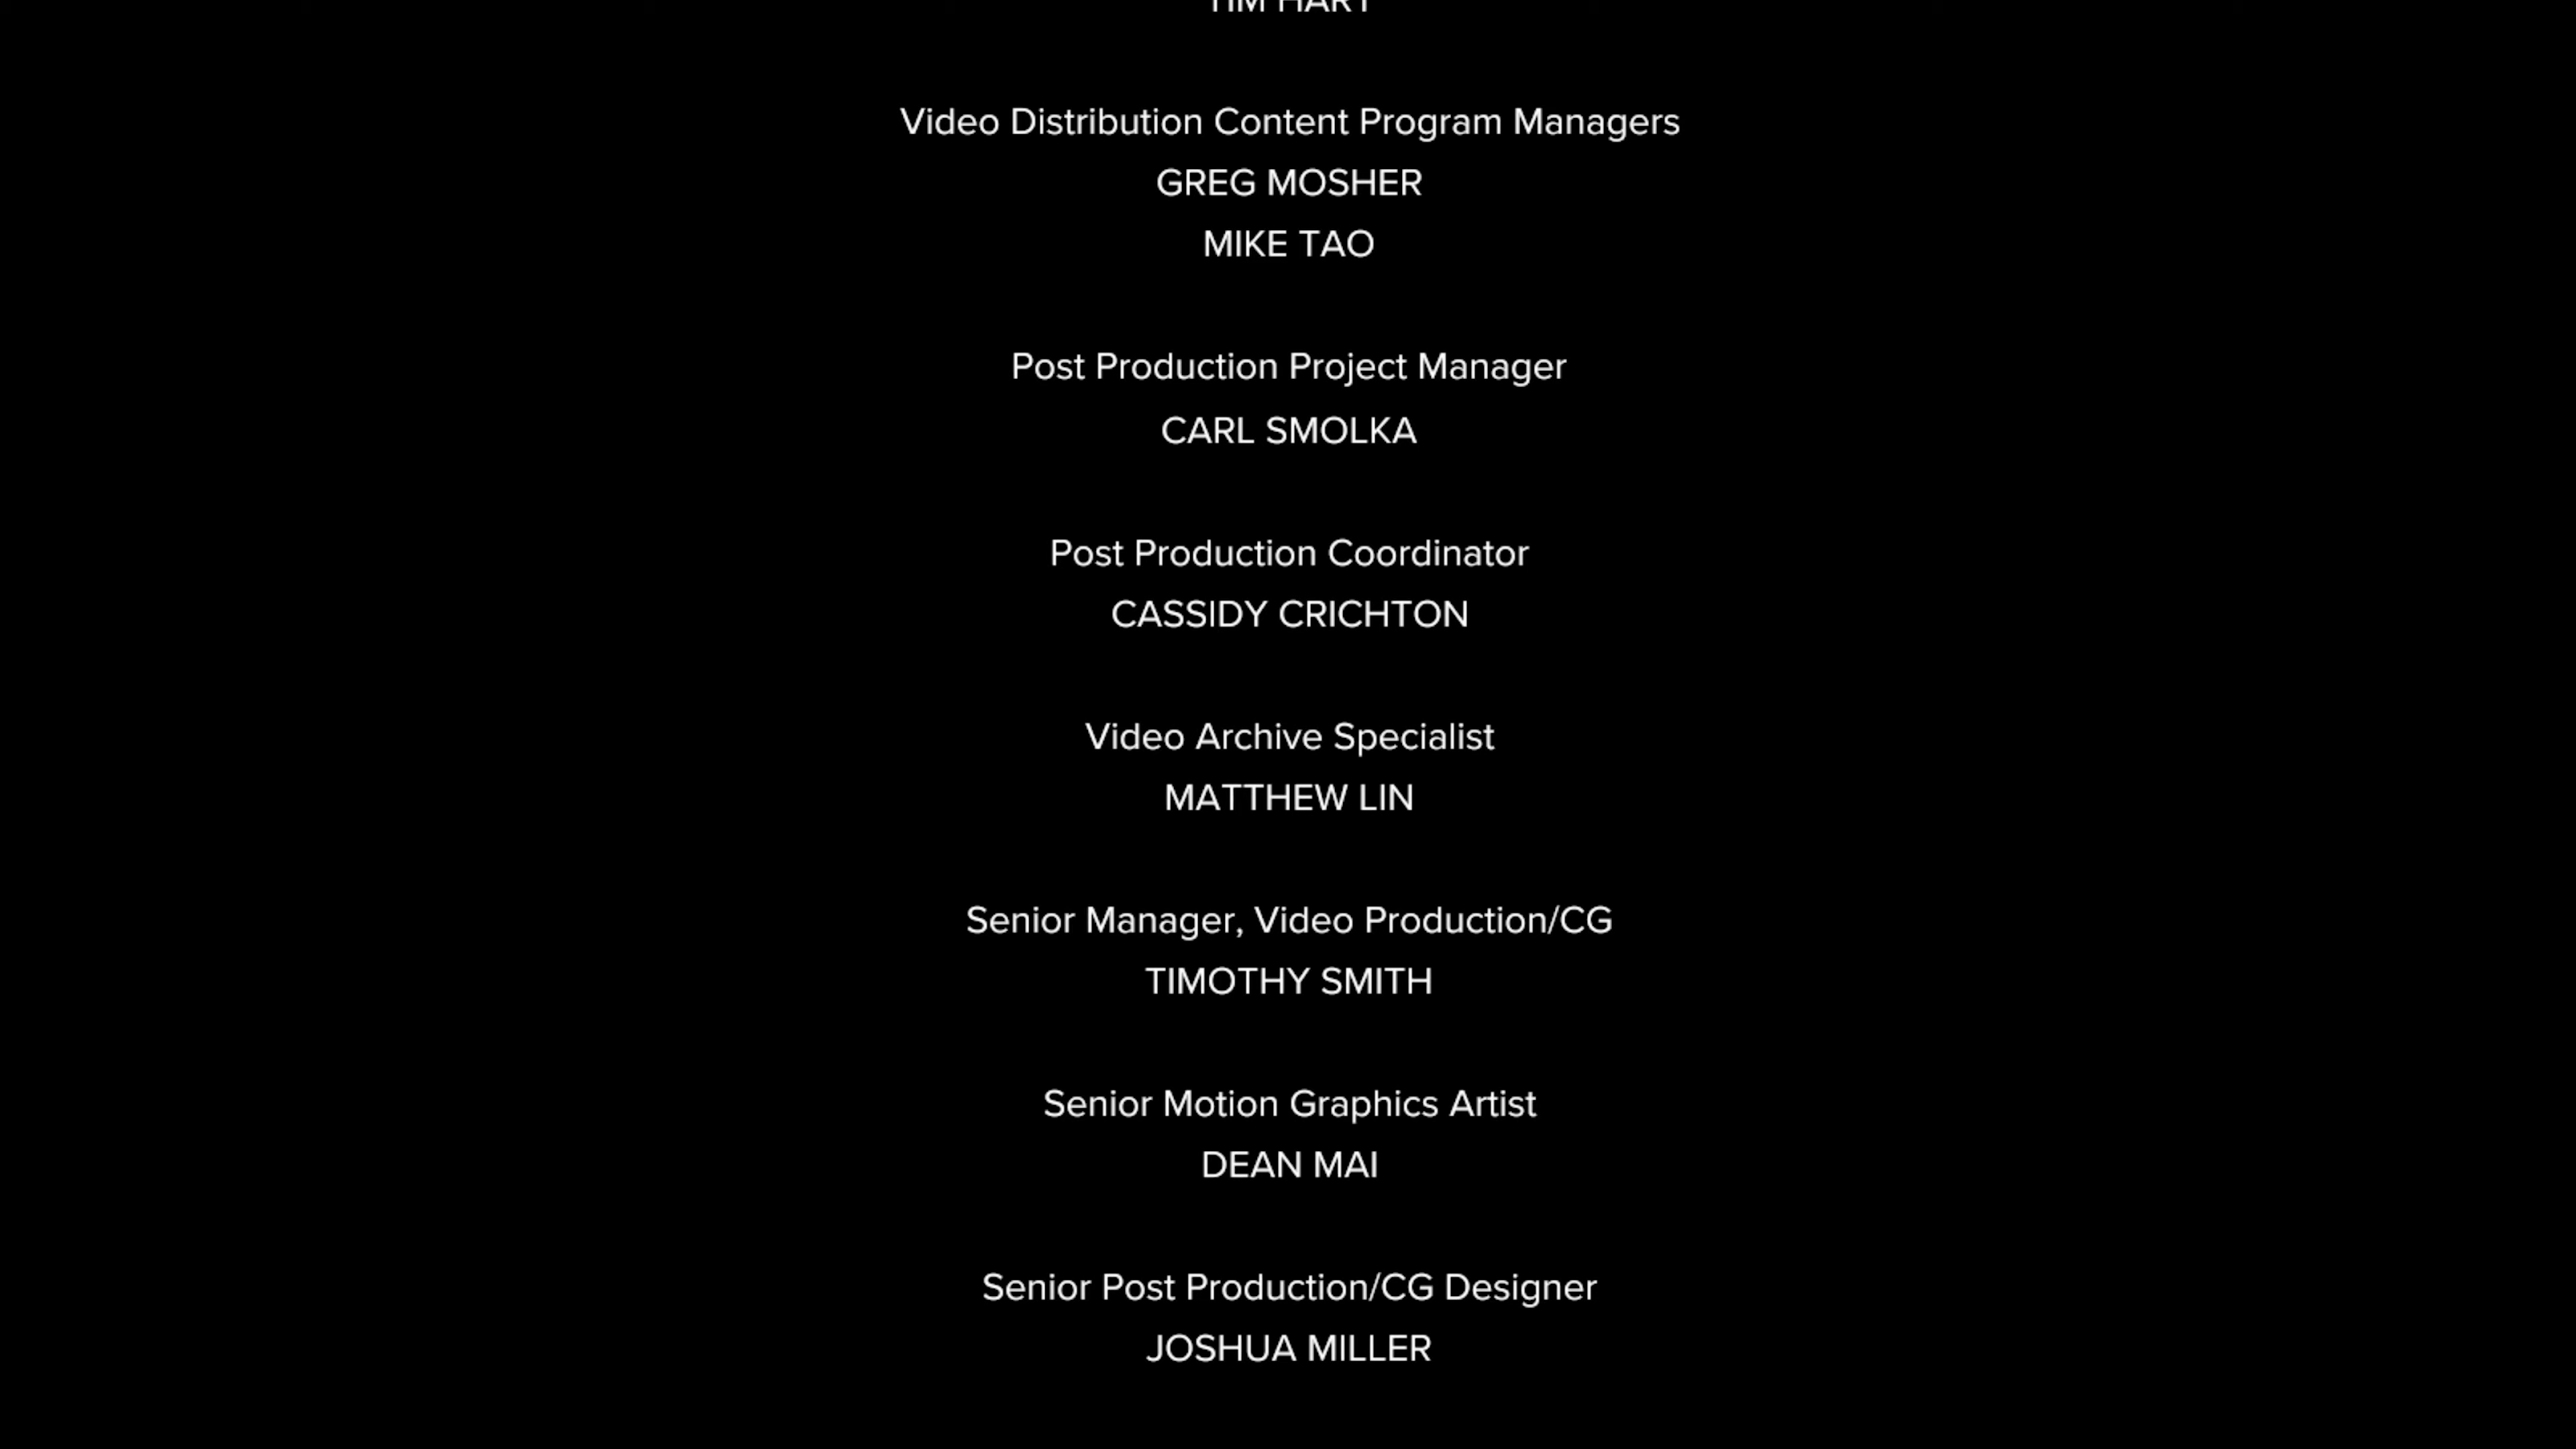 TIM HART
Video Distribution Content Program Managers
GREG MOSHER
MIKE TAO
Post Production Project Manager
CARL SMOLKA
Post Production Coordinator
CASSIDY CRICHTON
Video Archive Specialist
MATTHEW LIN
Senior Manager, Video Production/CG
TIMOTHY SMITH
Senior Motion Graphics Artist
DEAN MAI
Senior Post Production/CG Designer
JOSHUA MILLER